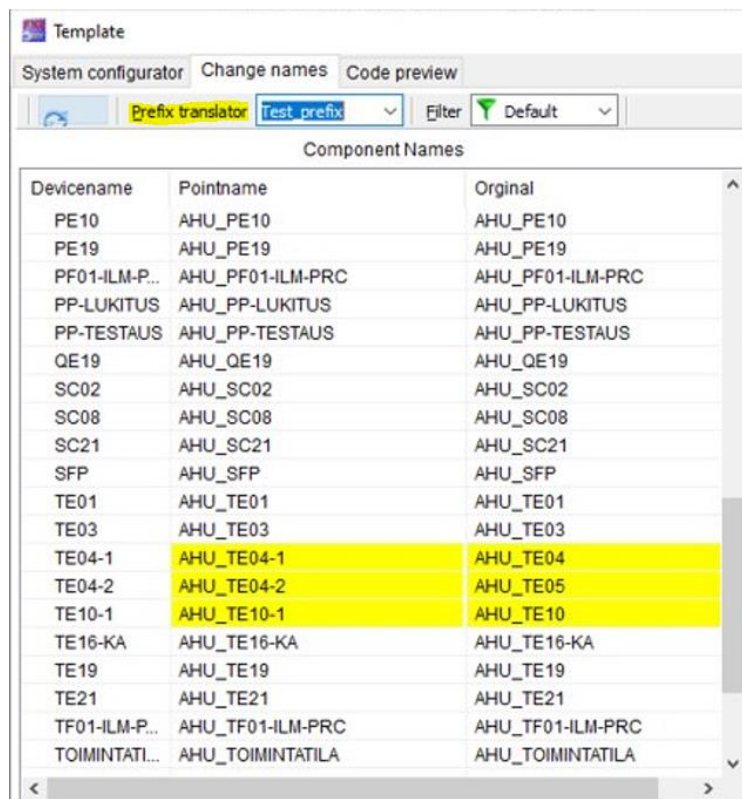 Template
System configurator Change names Code preview
Prefix translator Test_prefix Filter Default
Component Names
Devicename Pointname Orginal
PE10 AHU_PE10 AHU_PE10
PE19 AHU_PE19 AHU_PE19
PF01-ILM-P... AHU_PF01-ILM-PRC AHU_PF01-ILM-PRC
PP-LUKITUS AHU_PP-LUKITUS AHU_PP-LUKITUS
PP-TESTAUS AHU_PP-TESTAUS AHU_PP-TESTAUS
QE19 AHU_QE19 AHU_QE19
SC02 AHU_SC02 AHU_SC02
SC08 AHU_SC08 AHU_SC08
SC21 AHU_SC21 AHU_SC21
SFP AHU_SFP AHU_SFP
TE01 AHU_TE01 AHU_TE01
TE03 AHU_TE03 AHU_TE03
TE04-1 AHU_TE04-1 AHU_TE04
TE04-2 AHU_TE04-2 AHU_TE05
TE10-1 AHU_TE10-1 AHU_TE10
TE16-KA AHU_TE16-KA AHU_TE16-KA
TE19 AHU_TE19 AHU_TE19
TE21 AHU_TE21 AHU_TE21
TF01-ILM-P... AHU_TF01-ILM-PRC AHU_TF01-ILM-PRC
TOIMINTATI... AHU_TOIMINTATILA AHU_TOIMINTATILA